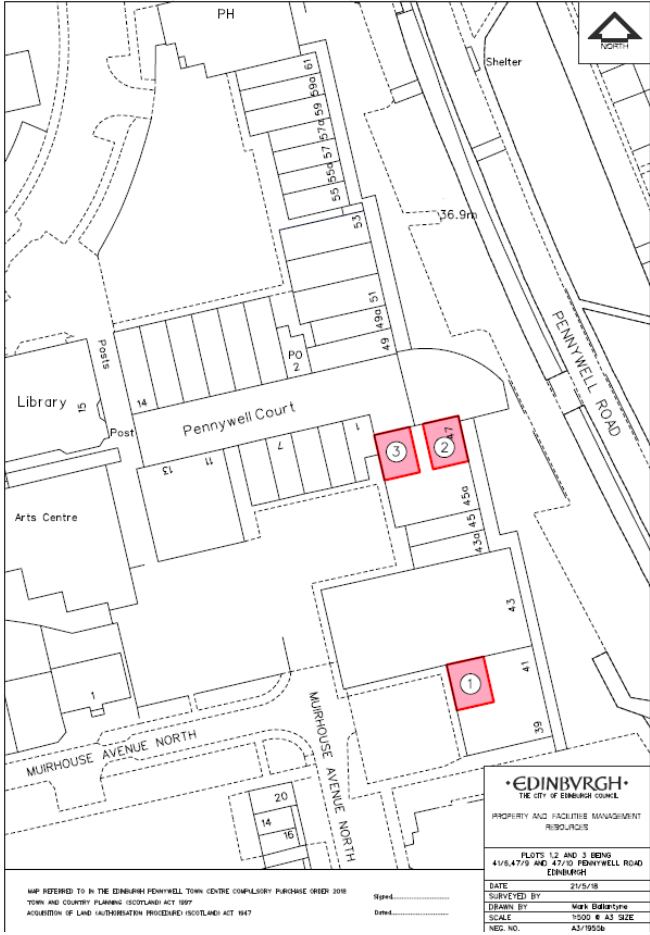 PH
NORTH
Shelter
61
59a
59
57a
57
55a
55
53
36.9m
51
49a
49
PO
2
Posts
14
Library
15
Post
Pennywell Court
PENNYWELL ROAD
1
7
11
13
3
2
47
45a
45
43a
Arts Centre
43
41
1
39
1
MUIRHOUSE AVENUE NORTH
MUIRHOUSE AVENUE NORTH
20
14
16
·EDINBVRGH·
THE CITY OF EDINBURGH COUNCIL
PROPERTY AND FACILITIES MANAGEMENT
RESOURCES
PLOTS 1,2 AND 3 BEING
41/6,47/9 AND 47/10 PENNYWELL ROAD
EDINBURGH
DATE 21/5/18
SURVEYED BY
DRAWN BY Mark Ballantyne
SCALE 1:500 @ A3 SIZE
NEG. NO. A3/1955b
MAP REFERRED TO IN THE EDINBURGH PENNYWELL TOWN CENTRE COMPULSORY PURCHASE ORDER 2018
TOWN AND COUNTRY PLANNING (SCOTLAND) ACT 1997
ACQUISITION OF LAND (AUTHORISATION PROCEDURE) (SCOTLAND) ACT 1947
Signed....................
Dated....................